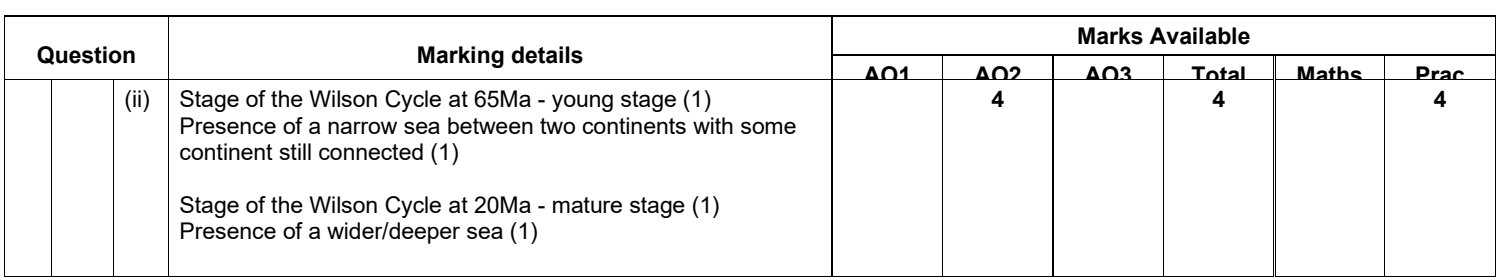 Question Marking details Marks Available
AO1 AO2 AO3 Total Maths Prac
(ii) Stage of the Wilson Cycle at 65Ma - young stage (1) 4 4 4
Presence of a narrow sea between two continents with some
continent still connected (1)
Stage of the Wilson Cycle at 20Ma - mature stage (1)
Presence of a wider/deeper sea (1)